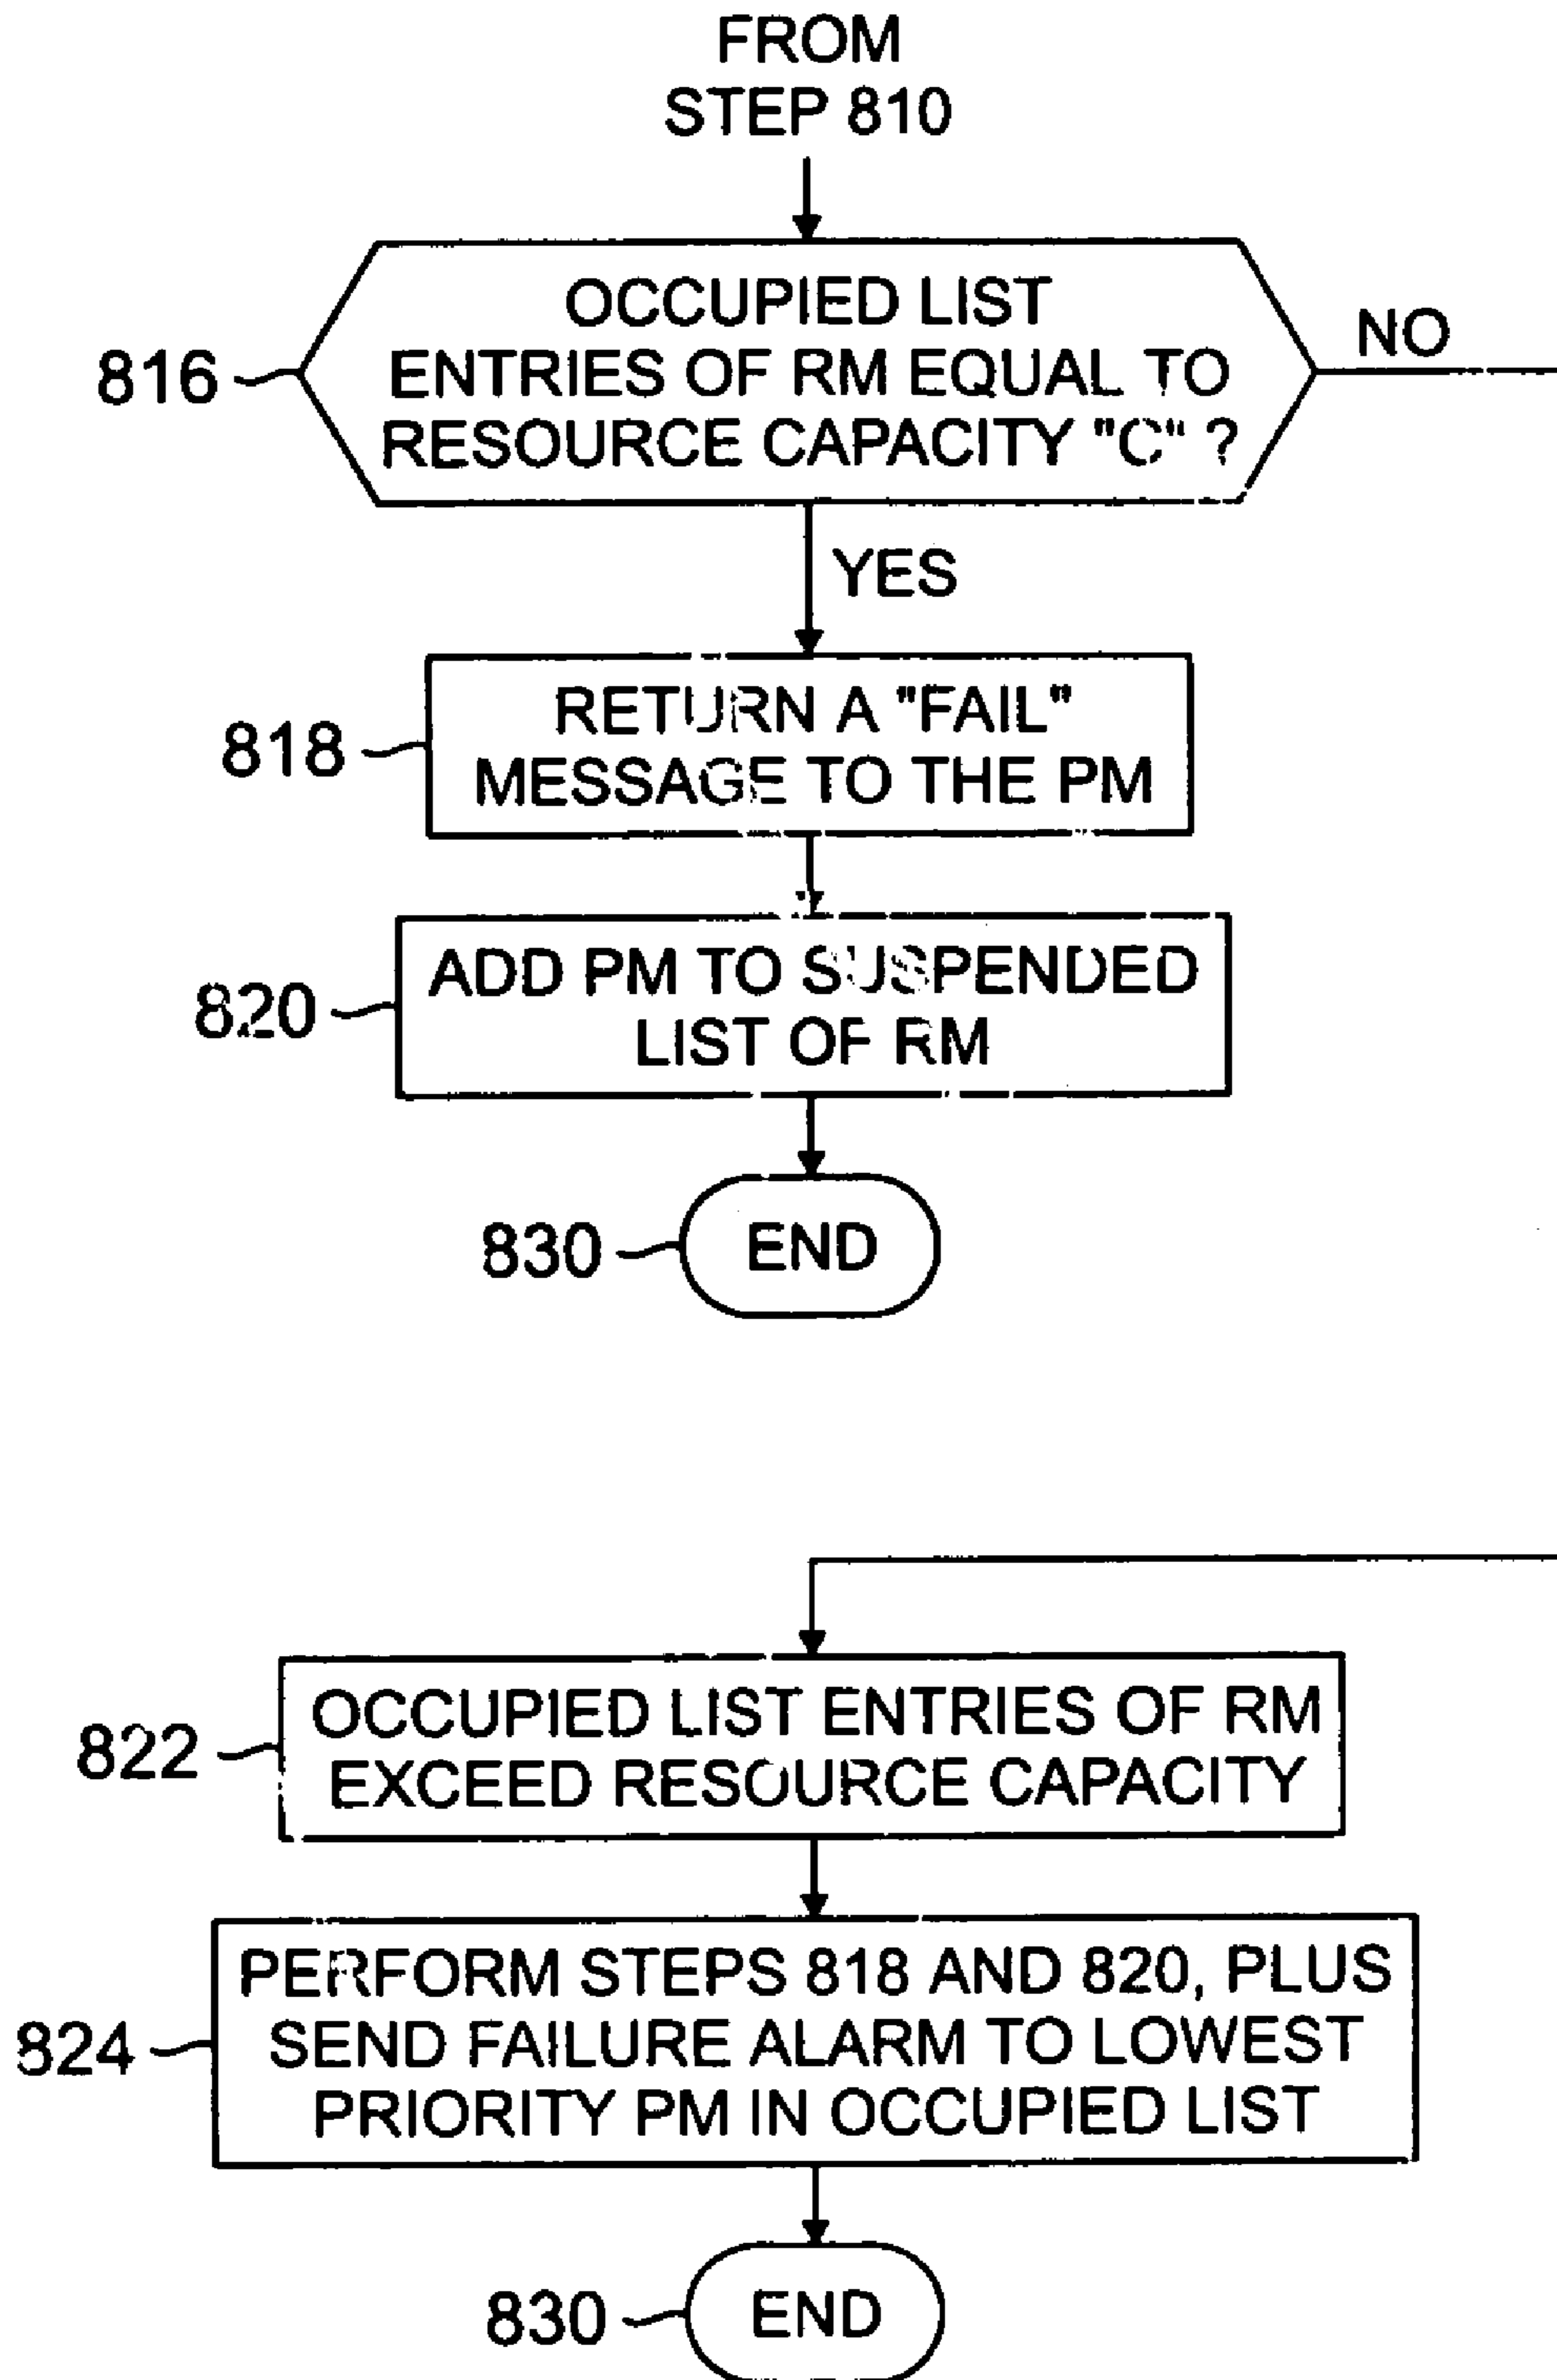 FROM
STEP 810
OCCUPIED LIST
ENTRIES OF RM EQUAL TO
RESOURCE CAPACITY "C" ?
816
NO
YES
RETURN A "FAIL"
MESSAGE TO THE PM
818
ADD PM TO SUSPENDED
LIST OF RM
820
830
END
OCCUPIED LIST ENTRIES OF RM
EXCEED RESOURCE CAPACITY
822
PERFORM STEPS 818 AND 820, PLUS
SEND FAILURE ALARM TO LOWEST
PRIORITY PM IN OCCUPIED LIST
824
830
END